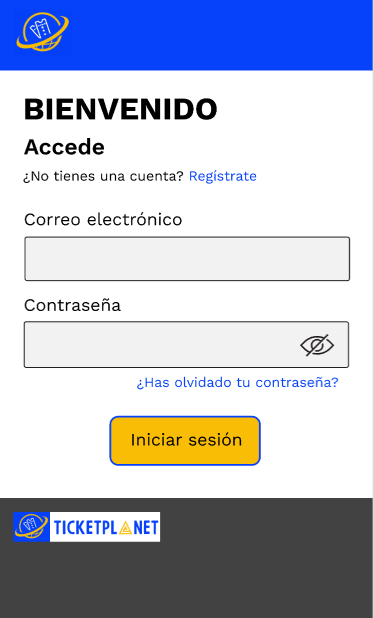 BIENVENIDO
Accede
¿No tienes una cuenta? Regístrate
Correo electrónico
Contraseña
¿Has olvidado tu contraseña?
Iniciar sesión
TICKETPLANET